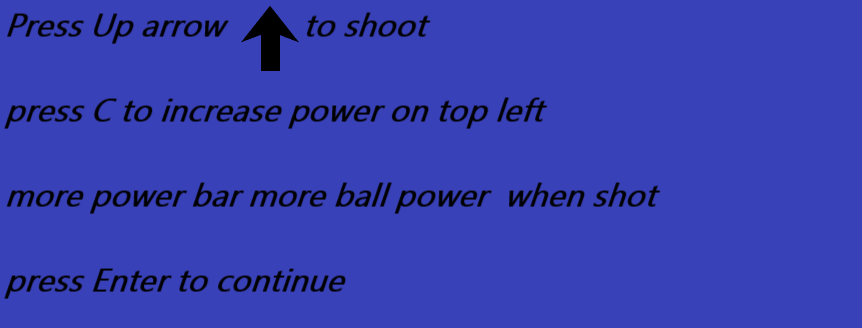 Press Up arrow to shoot
press C to increase power on top left
more power bar more ball power when shot
press Enter to continue